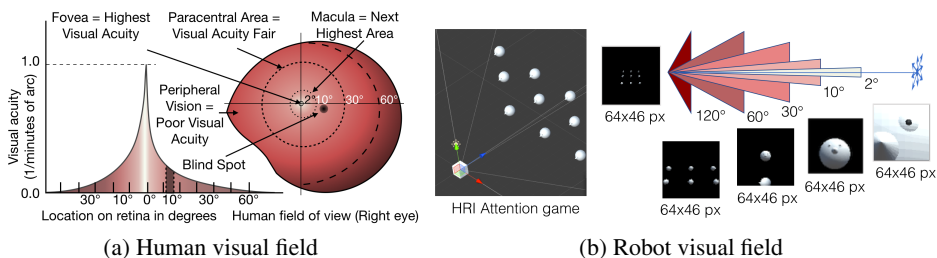 Fovea = Highest
Visual Acuity
Paracentral Area =
Visual Acuity Fair
Macula = Next
Highest Area
1.0
Visual acuity
(1/minutes of arc)
0.0
Peripheral
Vision =
Poor Visual
Acuity
Blind Spot
2° 10° 30° 60°
30° 10° 0° 10° 30° 60°
Location on retina in degrees
Human field of view (Right eye)
(a) Human visual field
HRI Attention game
64x46 px
120°
60°
30°
10°
2°
64x46 px
64x46 px
64x46 px
64x46 px
(b) Robot visual field